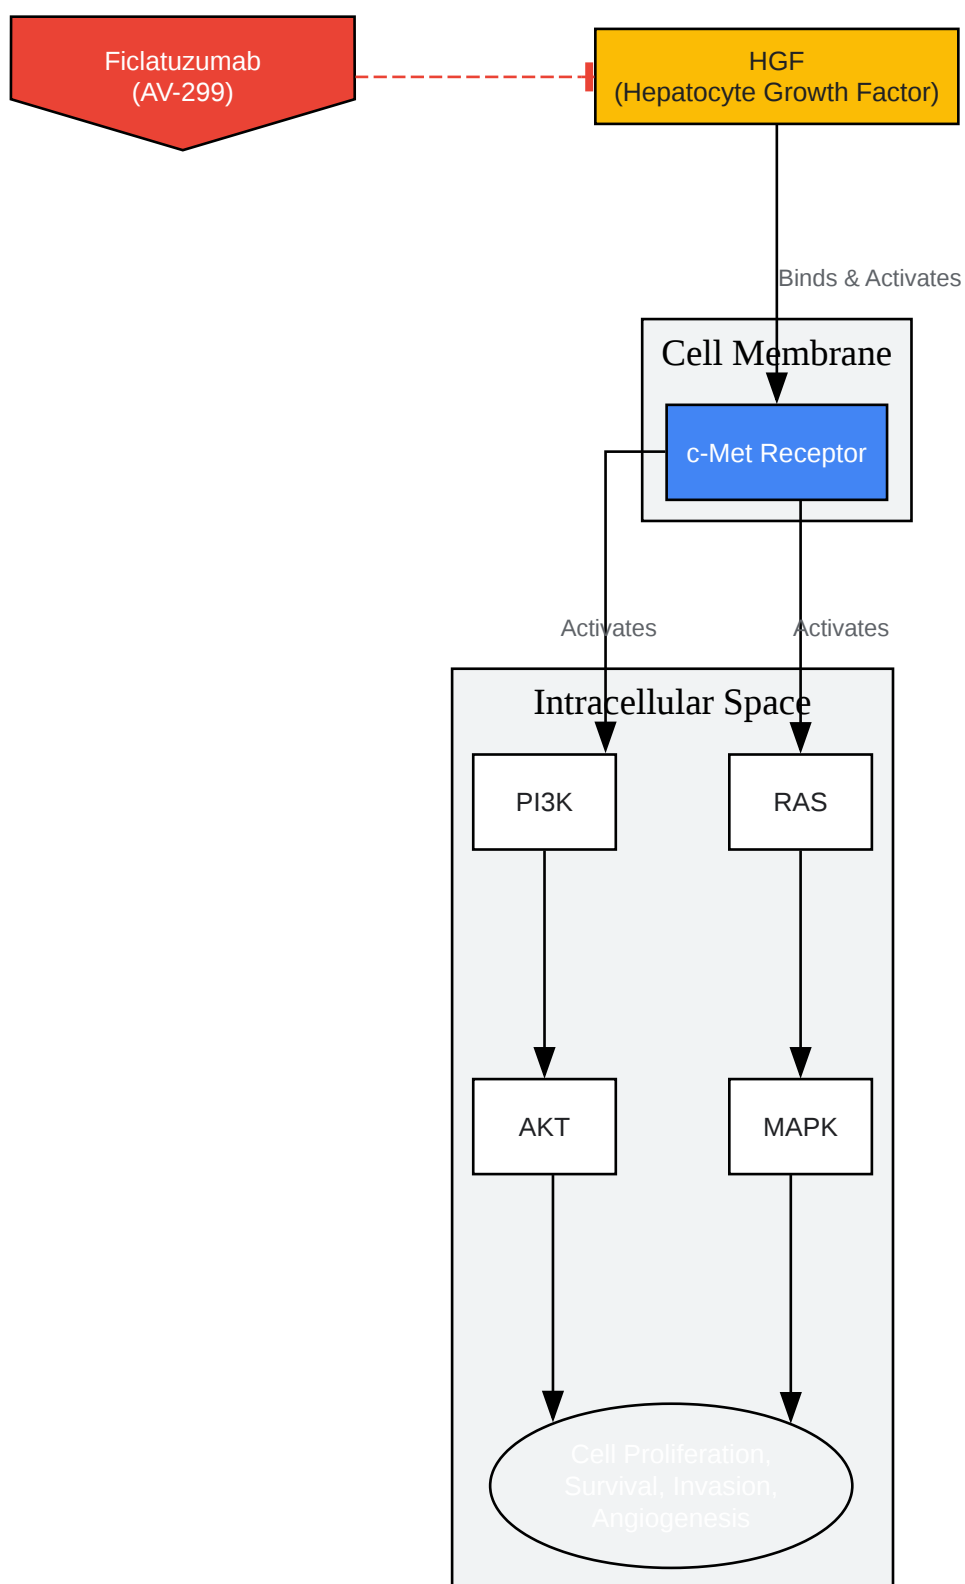 Ficlatuzumab
(AV-299)
HGF
(Hepatocyte Growth Factor)
Binds & Activates
Cell Membrane
c-Met Receptor
Activates
Activates
Intracellular Space
PI3K
RAS
AKT
MAPK
Cell Proliferation,
Survival, Invasion,
Angiogenesis